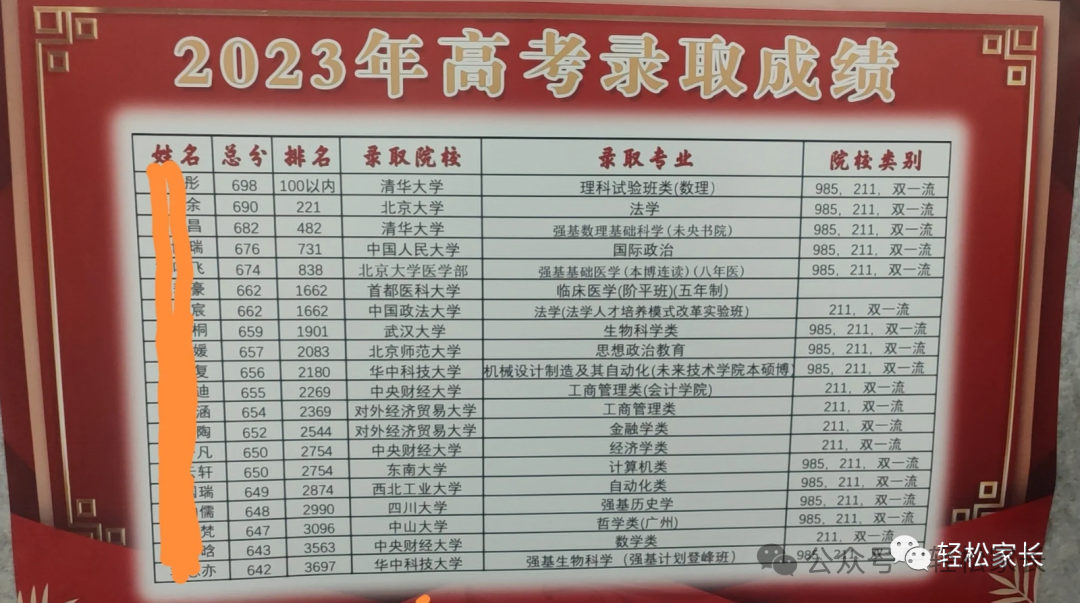 2023年高考录取成绩
姓名 总分 排名 录取院校 录取专业 院校类别
彤 698 100以内 清华大学 理科试验班类(数理) 985, 211, 双一流
余 690 221 北京大学 法学 985, 211, 双一流
昌 682 482 清华大学 强基数理基础科学(未央书院) 985, 211, 双一流
瑞 676 731 中国人民大学 国际政治 985, 211, 双一流
飞 674 838 北京大学医学部 强基基础医学(本博连读)(八年医) 985, 211, 双一流
豪 662 1662 首都医科大学 临床医学(阶平班)(五年制)
宸 662 1662 中国政法大学 法学(法学人才培养模式改革实验班) 211, 双一流
桐 659 1901 武汉大学 生物科学类 985, 211, 双一流
媛 657 2083 北京师范大学 思想政治教育 985, 211, 双一流
复 656 2180 华中科技大学 机械设计制造及其自动化(未来技术学院本硕博) 985, 211, 双一流
迪 655 2269 中央财经大学 工商管理类(会计学院) 211, 双一流
涵 654 2369 对外经济贸易大学 工商管理类 211, 双一流
陶 652 2544 对外经济贸易大学 金融学类 211, 双一流
凡 650 2754 中央财经大学 经济学类 211, 双一流
轩 650 2754 东南大学 计算机类 985, 211, 双一流
瑞 649 2874 西北工业大学 自动化类 985, 211, 双一流
儒 648 2990 四川大学 强基历史学 985, 211, 双一流
梵 647 3096 中山大学 哲学类(广州) 985, 211, 双一流
晗 643 3563 中央财经大学 数学类 211, 双一流
亦 642 3697 华中科技大学 强基生物科学 (强基计划登峰班) 985, 211, 双一流
公众号
轻松家长